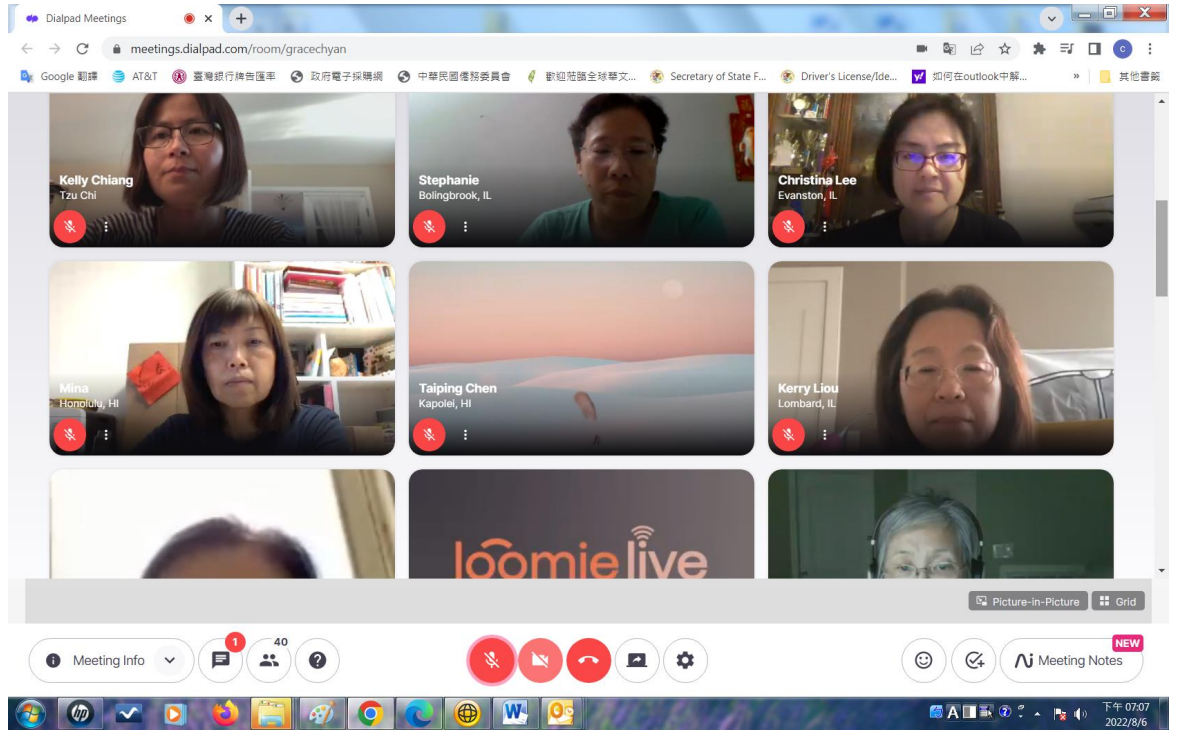 Dialpad Meetings
meetings.dialpad.com/room/gracechyan
Google 翻譯
AT&T
臺灣銀行牌告匯率
政府電子採購網
中華民國僑務委員會
歡迎蒞臨全球華文...
Secretary of State F...
Driver's License/Ide...
如何在outlook中解...
»
其他書籤
Kelly Chiang
Tzu Chi
Stephanie
Bolingbrook, IL
Christina Lee
Evanston, IL
Mina
Honolulu, HI
Taiping Chen
Kapolei, HI
Kerry Liou
Lombard, IL
loomie live
Picture-in-Picture
Grid
Meeting Info
1
40
NEW
Meeting Notes
下午 07:07
2022/8/6